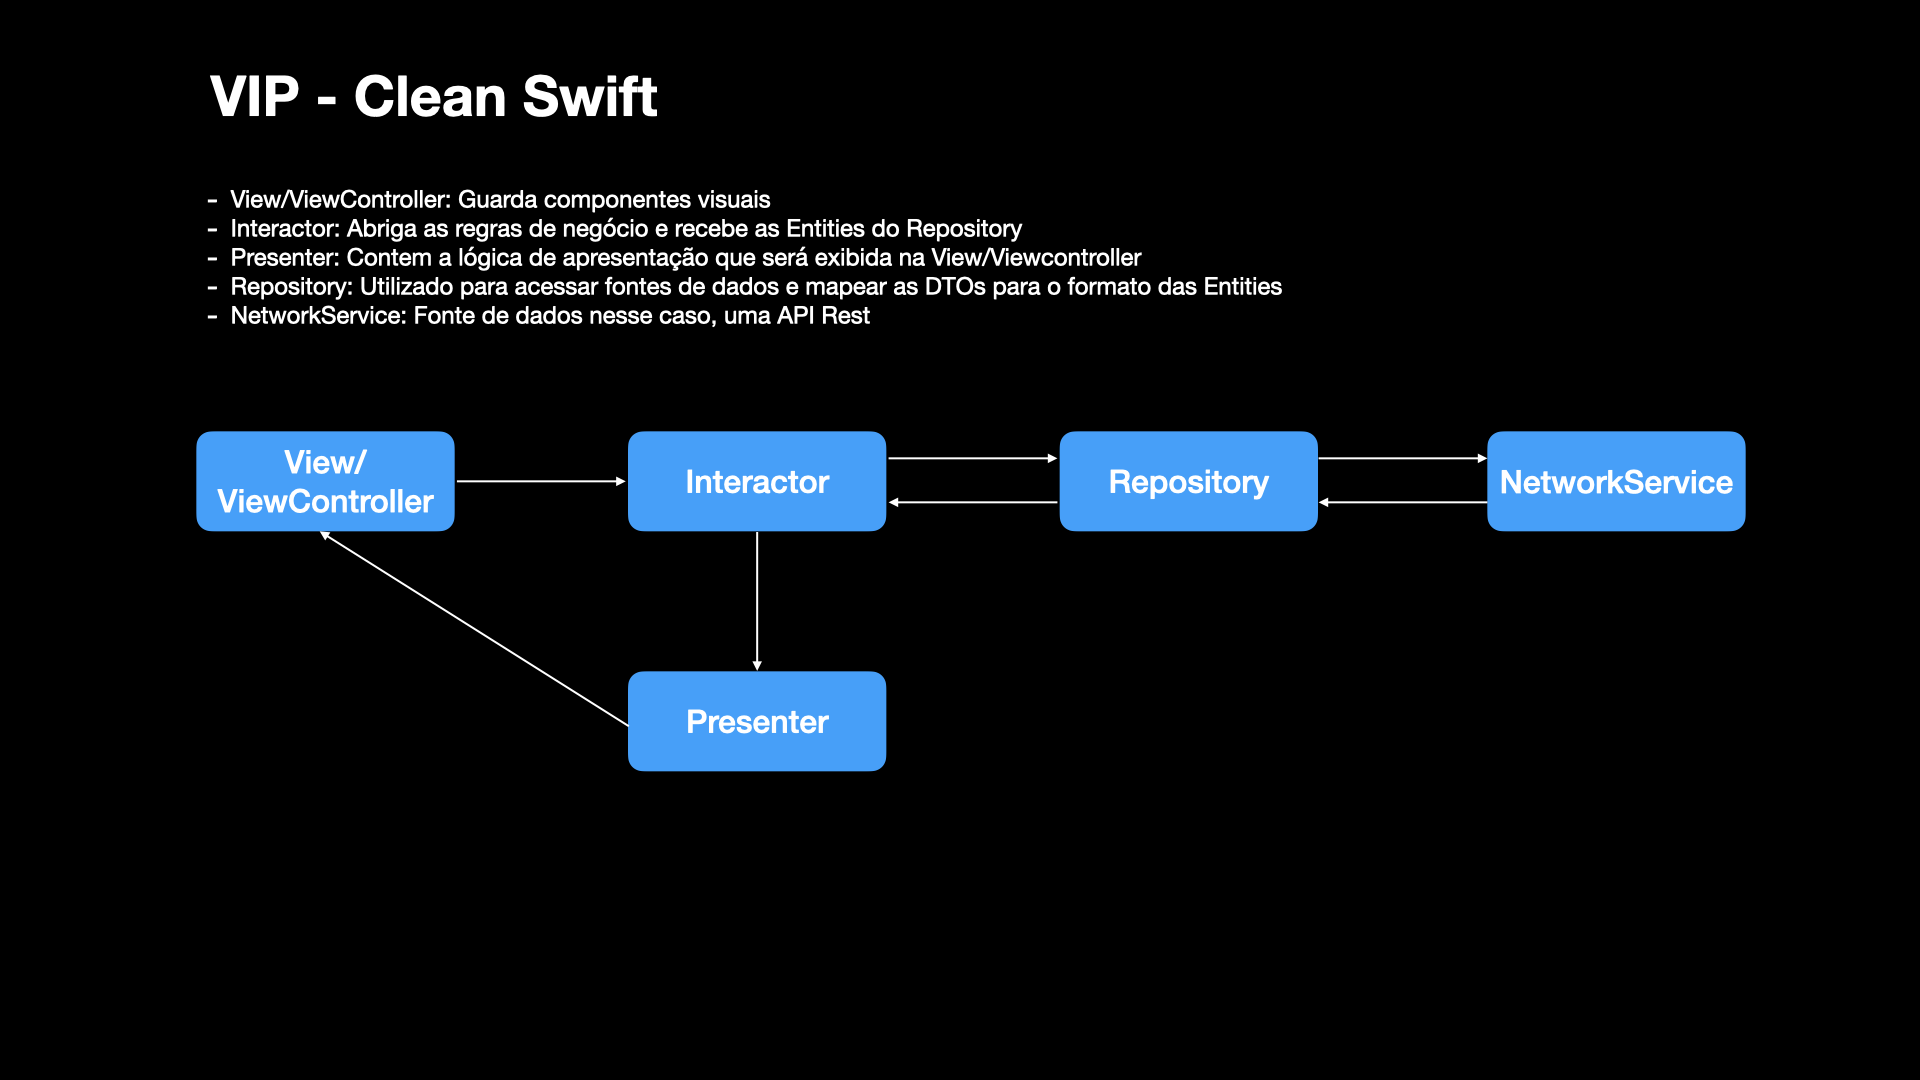 VIP - Clean Swift
- View/ViewController: Guarda componentes visuais
- Interactor: Abriga as regras de negócio e recebe as Entities do Repository
- Presenter: Contem a lógica de apresentação que será exibida na View/Viewcontroller
- Repository: Utilizado para acessar fontes de dados e mapear as DTOs para o formato das Entities
- NetworkService: Fonte de dados nesse caso, uma API Rest
View/
ViewController
Interactor
Repository
NetworkService
Presenter